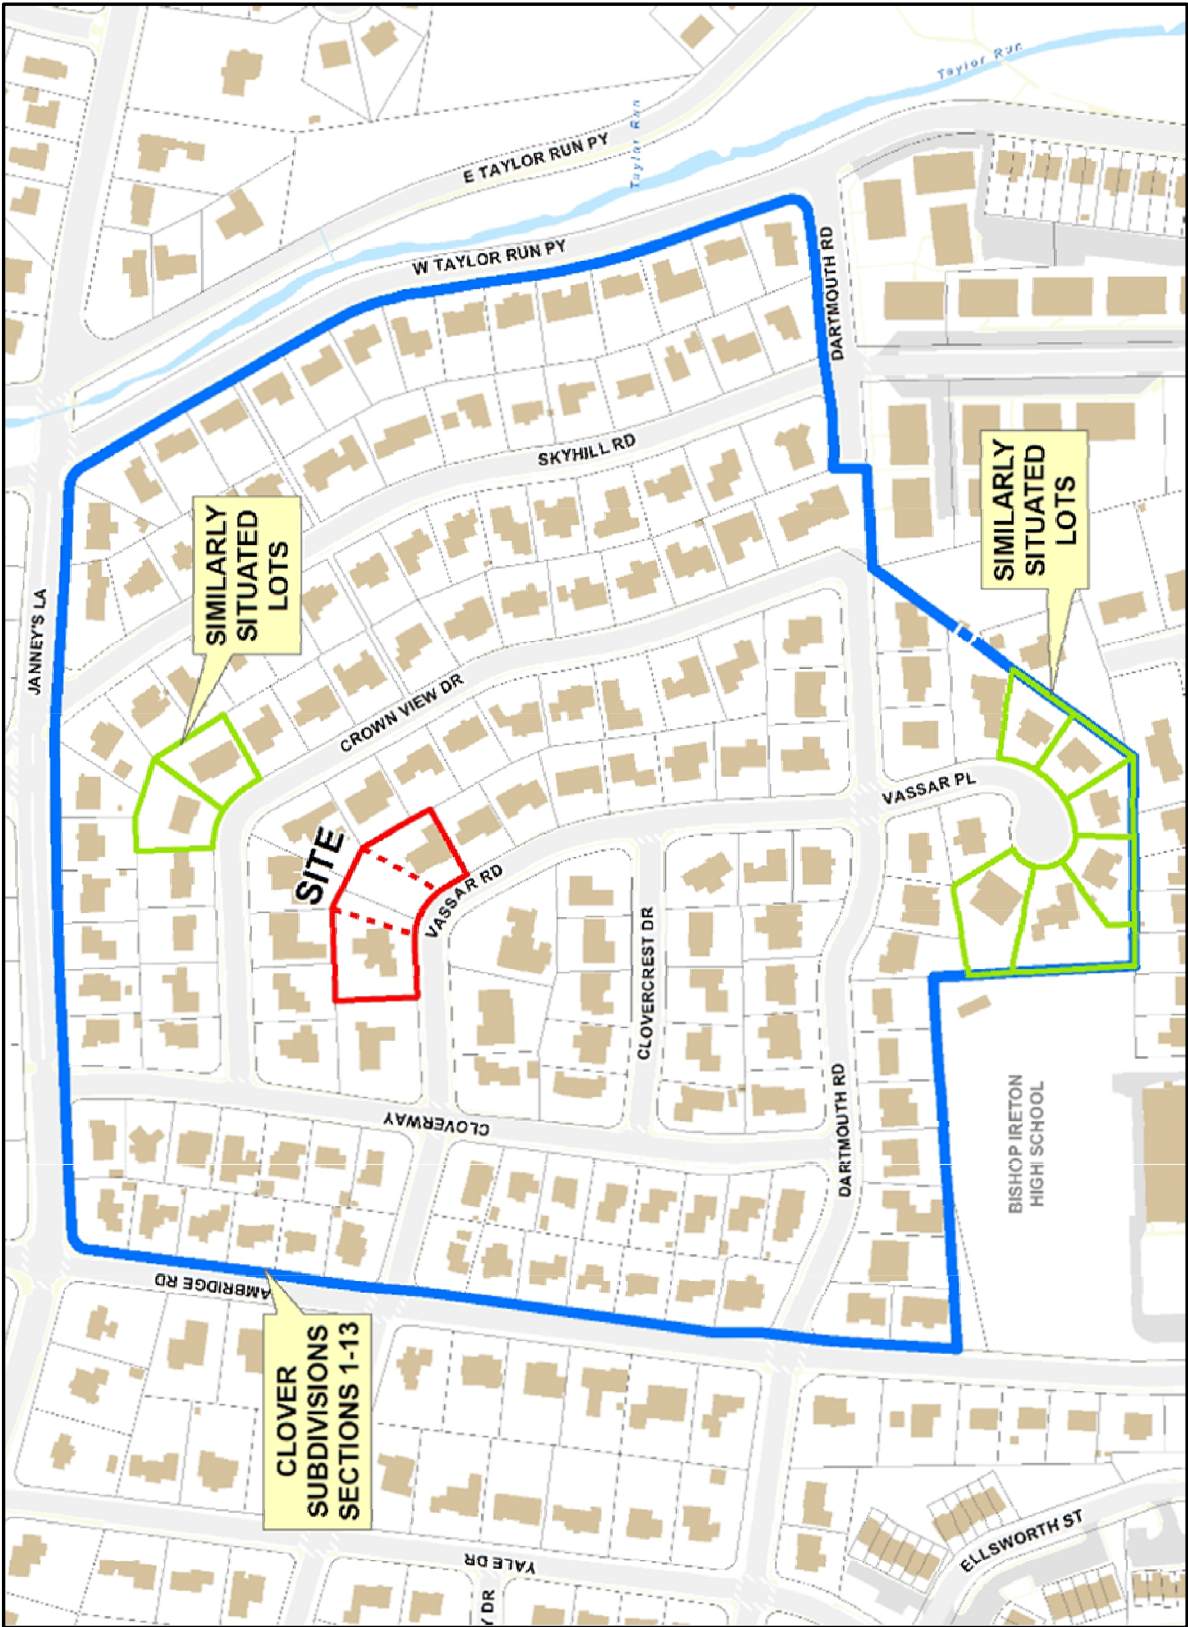 Taylor Run
Taylor Run
E TAYLOR RUN PY
W TAYLOR RUN PY
DARTMOUTH RD
SKYHILL RD
JANNEY'S LA
SIMILARLY
SITUATED
LOTS
SIMILARLY
SITUATED
LOTS
CROWN VIEW DR
SITE
VASSAR RD
VASSAR PL
CLOVERCREST DR
CLOVERWAY
DARTMOUTH RD
BISHOP IRETON
HIGH SCHOOL
AMBRIDGE RD
CLOVER
SUBDIVISIONS
SECTIONS 1-13
YALE DR
Y DR
ELLSWORTH ST